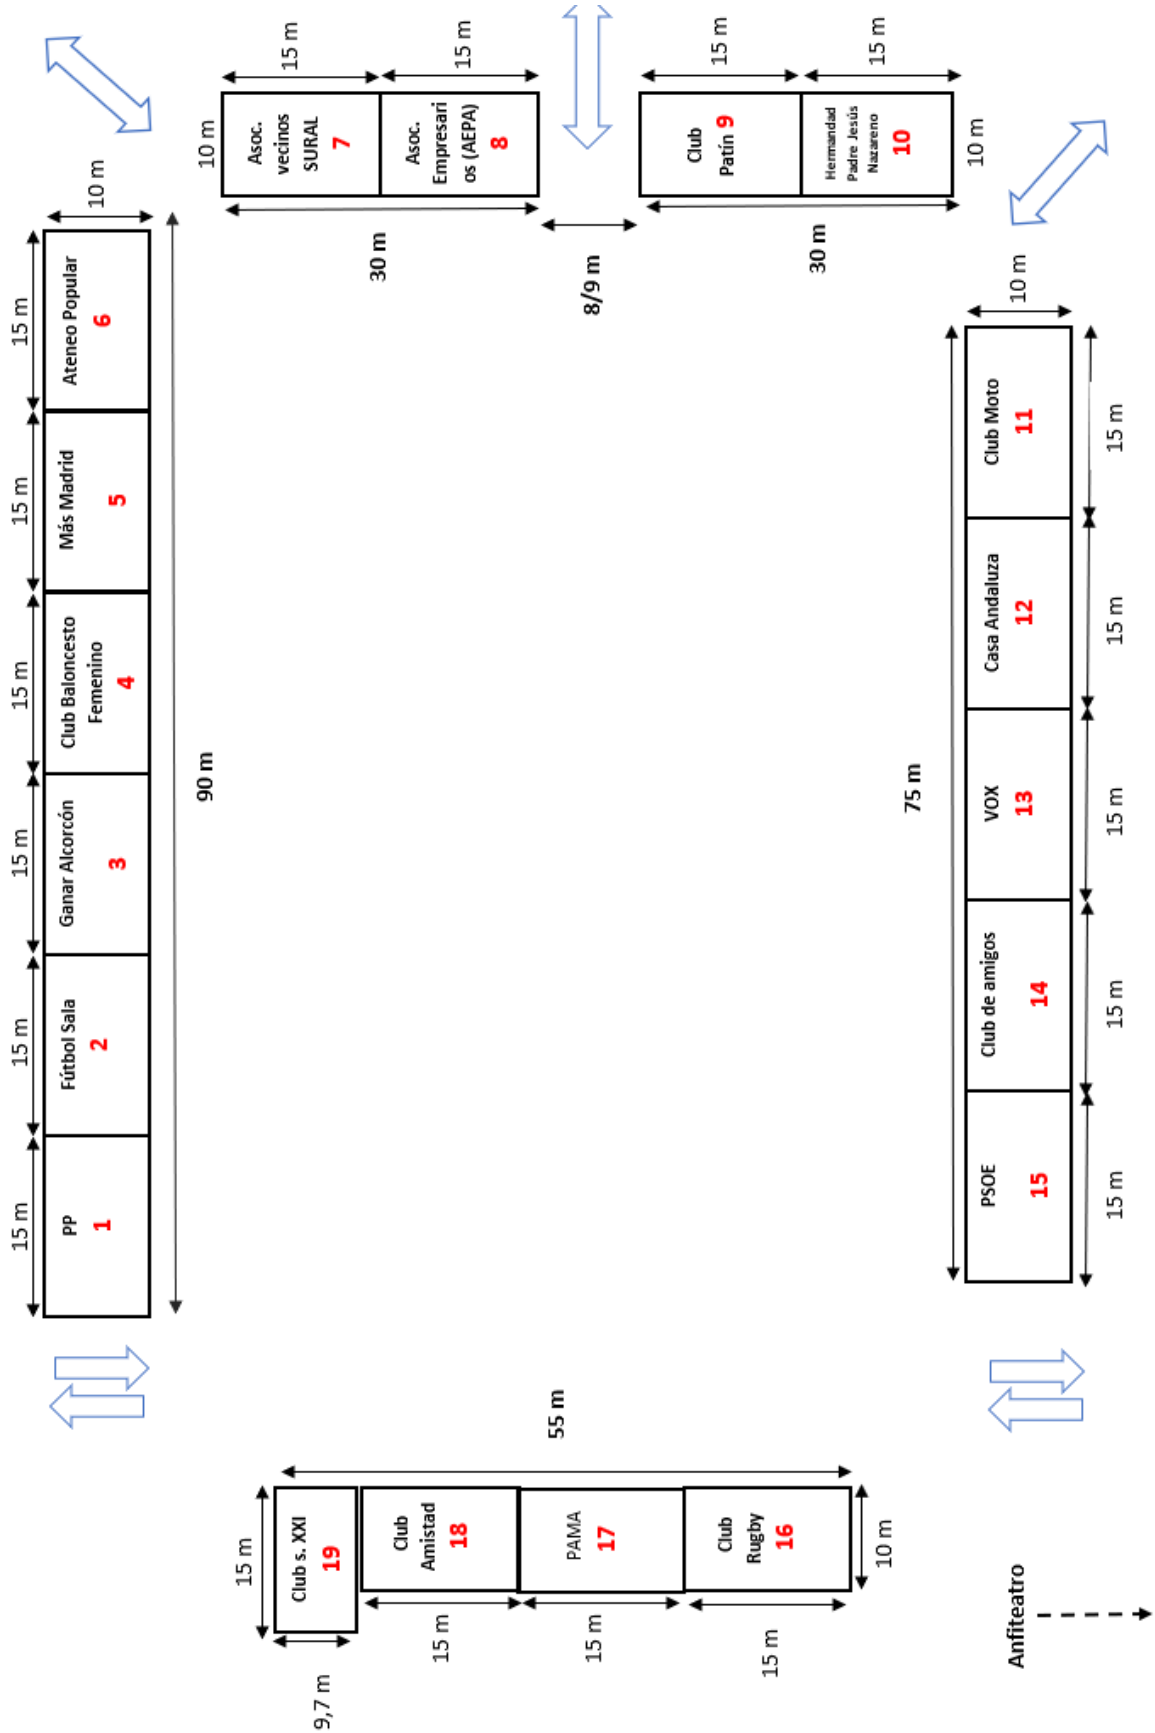 15 m
15 m
15 m
15 m
15 m
15 m
10 m
PP
1
Fútbol Sala
2
Ganar Alcorcón
3
Club Baloncesto
Femenino
4
Más Madrid
5
Ateneo Popular
6
90 m
10 m
Asoc.
vecinos
SURAL
7
15 m
Asoc.
Empresari
os (AEPA)
8
15 m
30 m
8/9 m
Club
Patín 9
15 m
Hermandad
Padre Jesús
Nazareno
10
15 m
10 m
30 m
10 m
75 m
Club Moto
11
Casa Andaluza
12
VOX
13
Club de amigos
14
PSOE
15
15 m
15 m
15 m
15 m
15 m
55 m
15 m
Club s. XXI
19
9,7 m
Club
Amistad
18
15 m
PAMA
17
15 m
Club
Rugby
16
15 m
10 m
Anfiteatro